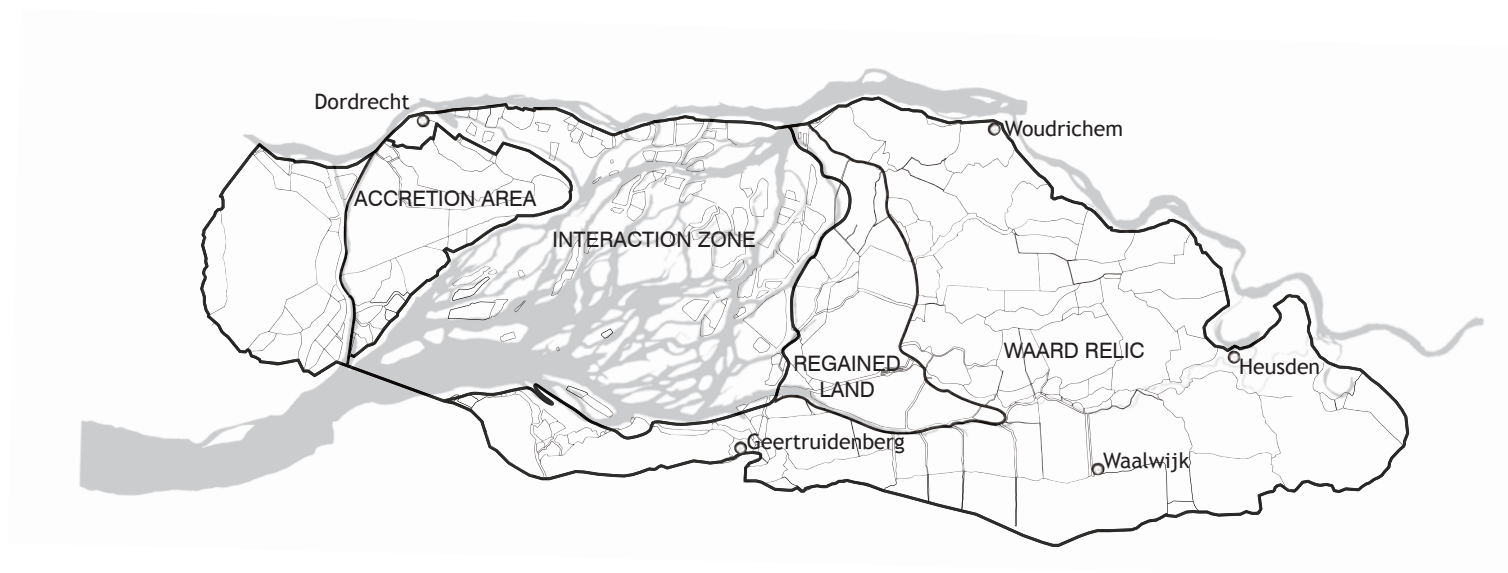 Dordrecht
Woudrichem
ACCRETION AREA
INTERACTION ZONE
WAARD RELIC
REGAINED
LAND
Heusden
Geertruidenberg
Waalwijk